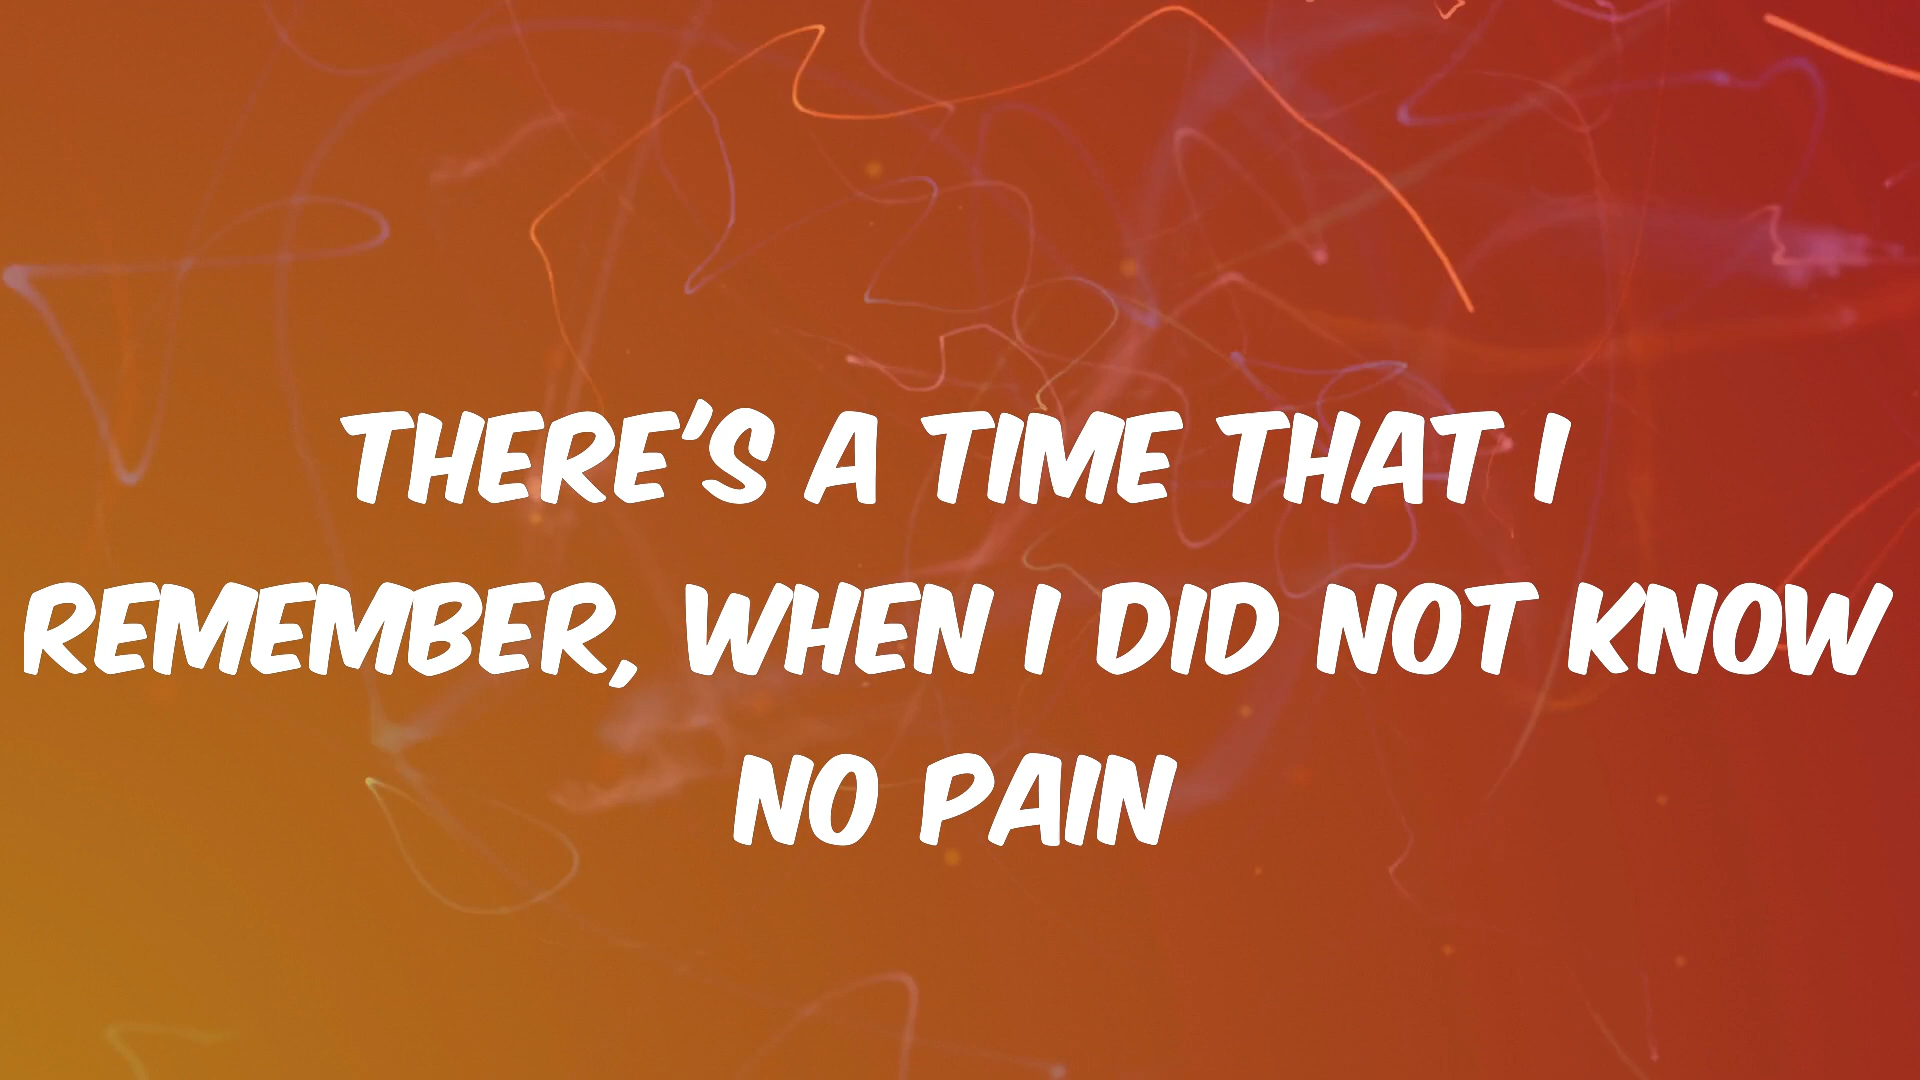 THERE'S A TIME THAT I
REMEMBER, WHEN I DID NOT KNOW
NO PAIN